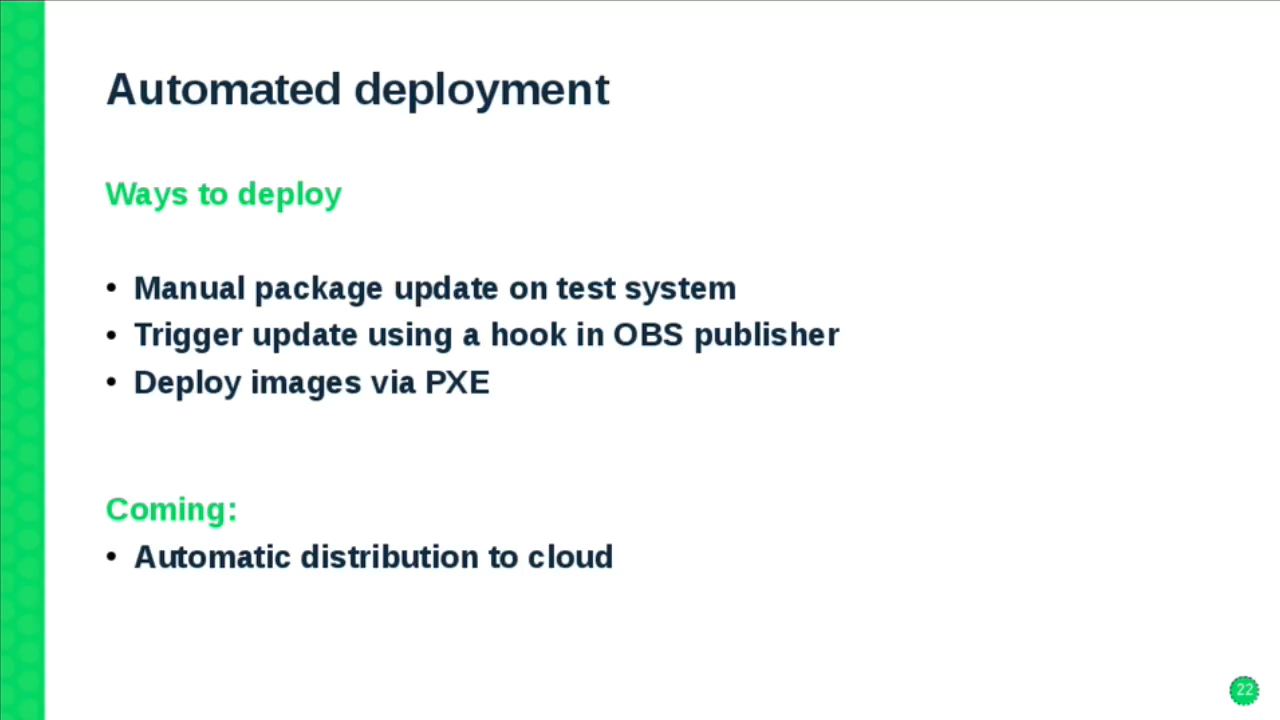 Automated deployment
Ways to deploy
• Manual package update on test system
• Trigger update using a hook in OBS publisher
• Deploy images via PXE
Coming:
• Automatic distribution to cloud
22